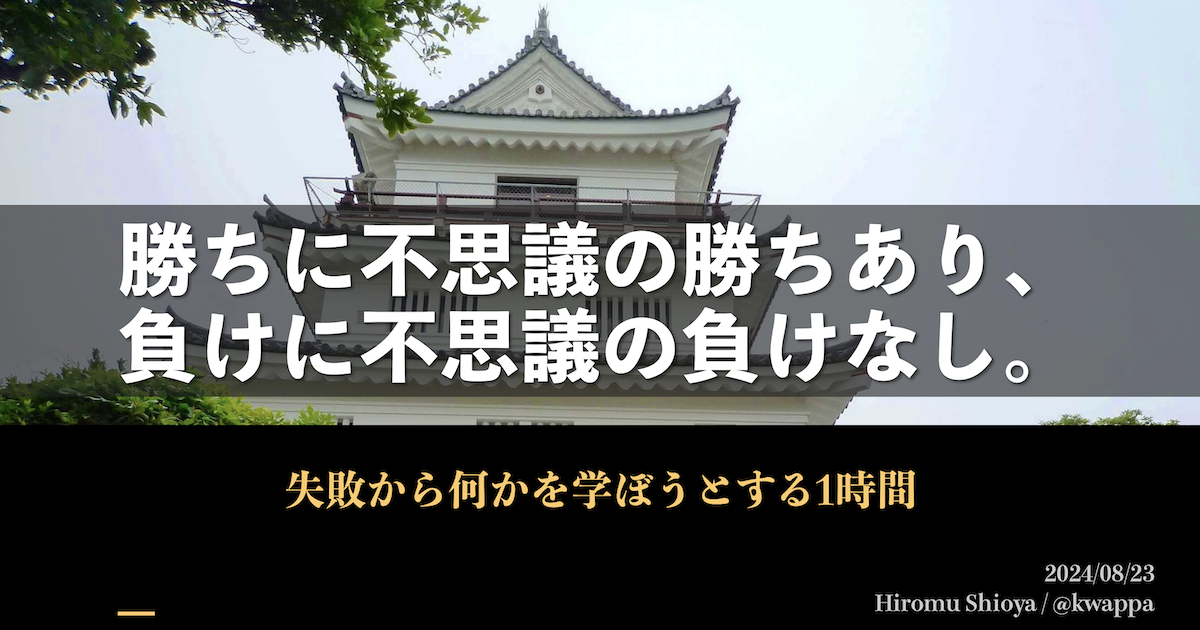 勝ちに不思議の勝ちあり、
負けに不思議の負けなし。
失敗から何かを学ぼうとする1時間
2024/08/23
Hiromu Shioya / @kwappa